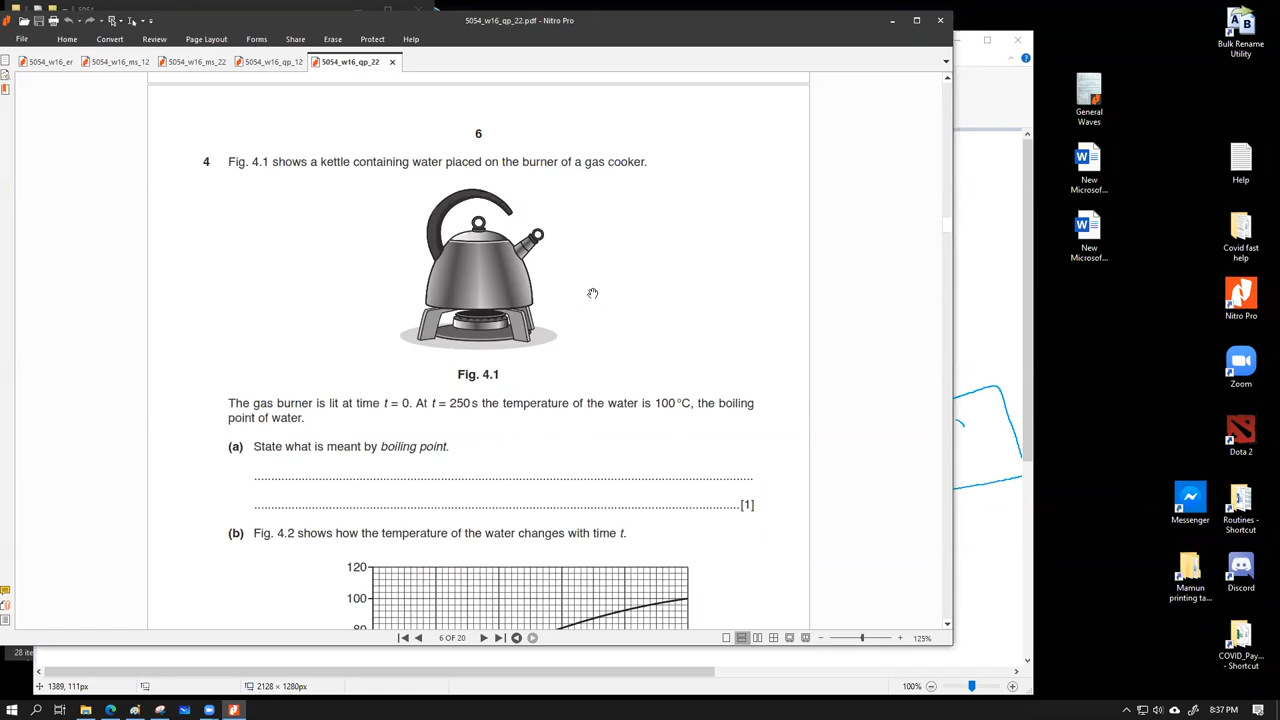 5054_w16_qp_22.pdf - Nitro Pro
File Home Convert Review Page Layout Forms Share Erase Protect Help
5054_w16_er 5054_w16_ms_12 5054_w16_ms_22 5054_w16_qp_12 5054_w16_qp_22
6
4 Fig. 4.1 shows a kettle containing water placed on the burner of a gas cooker.
Fig. 4.1
The gas burner is lit at time t = 0. At t = 250 s the temperature of the water is 100 °C, the boiling
point of water.
(a) State what is meant by boiling point.
................................................................................................................................................
............................................................................................................................................[1]
(b) Fig. 4.2 shows how the temperature of the water changes with time t.
120
100
80
6 OF 20
125%
28 ite
1389, 111px
2128 × 1280px
100%
Bulk Rename
Utility
General
Waves
New
Microsof...
Help
New
Microsof...
Covid fast
help
Nitro Pro
Zoom
Dota 2
Messenger
Routines -
Shortcut
Mamun
printing ta...
Discord
COVID_Pay...
- Shortcut
8:37 PM